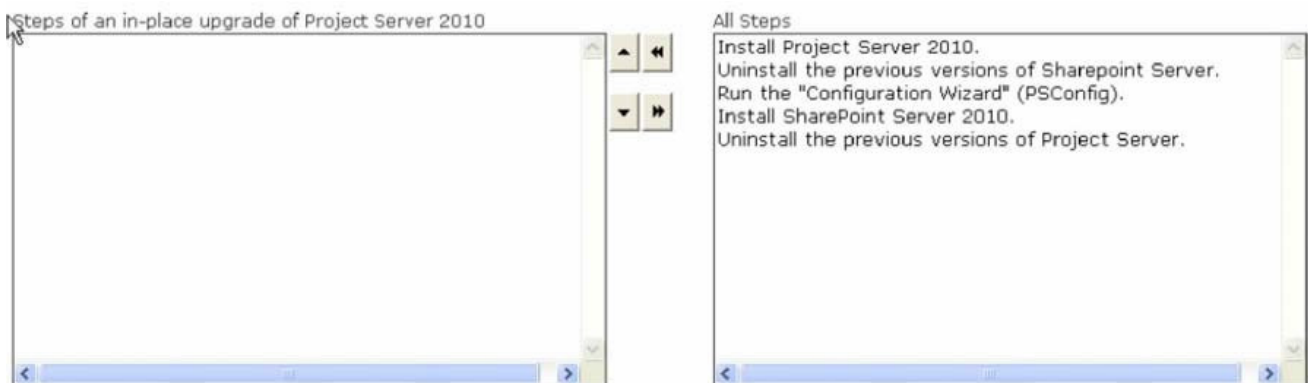 Steps of an in-place upgrade of Project Server 2010
All Steps
Install Project Server 2010.
Uninstall the previous versions of Sharepoint Server.
Run the "Configuration Wizard" (PSConfig).
Install SharePoint Server 2010.
Uninstall the previous versions of Project Server.